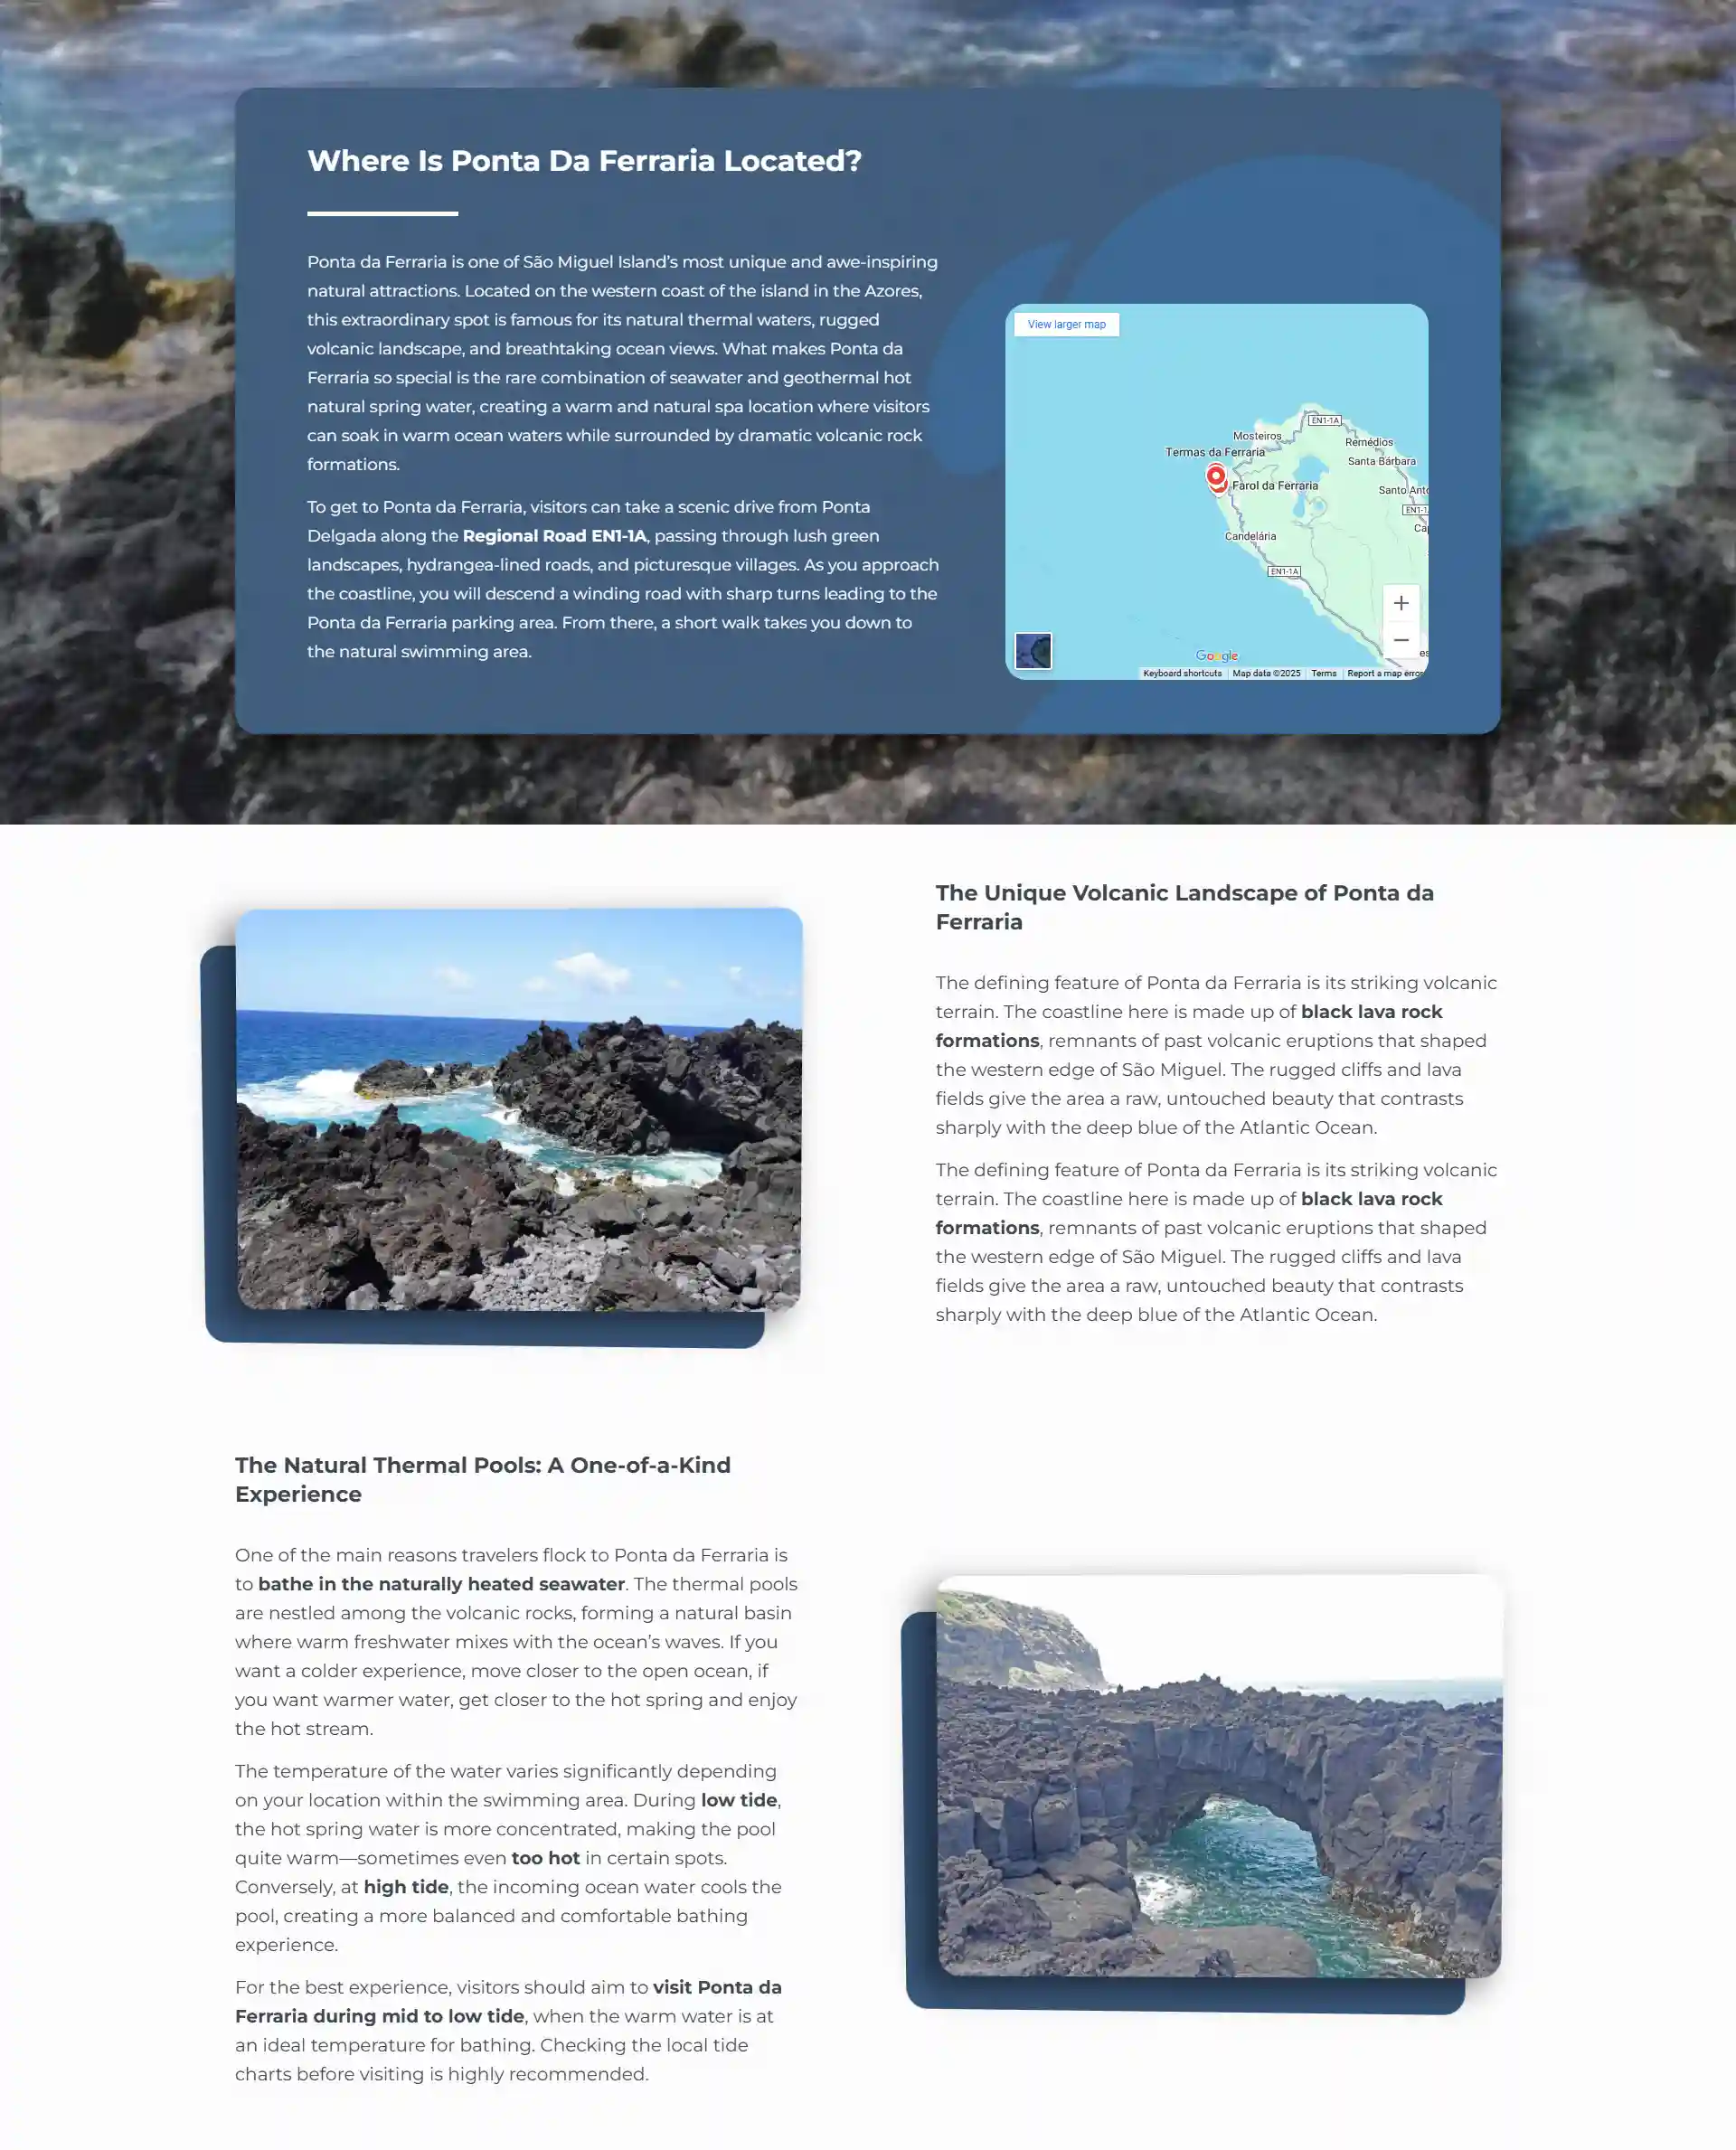 Where Is Ponta Da Ferraria Located?
Ponta da Ferraria is one of São Miguel Island’s most unique and awe-inspiring
natural attractions. Located on the western coast of the island in the Azores,
this extraordinary spot is famous for its natural thermal waters, rugged
volcanic landscape, and breathtaking ocean views. What makes Ponta da
Ferraria so special is the rare combination of seawater and geothermal hot
natural spring water, creating a warm and natural spa location where visitors
can soak in warm ocean waters while surrounded by dramatic volcanic rock
formations.
To get to Ponta da Ferraria, visitors can take a scenic drive from Ponta
Delgada along the Regional Road EN1-1A, passing through lush green
landscapes, hydrangea-lined roads, and picturesque villages. As you approach
the coastline, you will descend a winding road with sharp turns leading to the
Ponta da Ferraria parking area. From there, a short walk takes you down to
the natural swimming area.
View larger map
EN1-1A
Mosteiros
Remédios
Termas da Ferraria
Santa Bárbara
Farol da Ferraria
Santo Antó
EN1-1
Cap
Candelária
EN1-1A
es
Google
Keyboard shortcuts Map data ©2025 Terms Report a map error
The Unique Volcanic Landscape of Ponta da
Ferraria
The defining feature of Ponta da Ferraria is its striking volcanic
terrain. The coastline here is made up of black lava rock
formations, remnants of past volcanic eruptions that shaped
the western edge of São Miguel. The rugged cliffs and lava
fields give the area a raw, untouched beauty that contrasts
sharply with the deep blue of the Atlantic Ocean.
The defining feature of Ponta da Ferraria is its striking volcanic
terrain. The coastline here is made up of black lava rock
formations, remnants of past volcanic eruptions that shaped
the western edge of São Miguel. The rugged cliffs and lava
fields give the area a raw, untouched beauty that contrasts
sharply with the deep blue of the Atlantic Ocean.
The Natural Thermal Pools: A One-of-a-Kind
Experience
One of the main reasons travelers flock to Ponta da Ferraria is
to bathe in the naturally heated seawater. The thermal pools
are nestled among the volcanic rocks, forming a natural basin
where warm freshwater mixes with the ocean’s waves. If you
want a colder experience, move closer to the open ocean, if
you want warmer water, get closer to the hot spring and enjoy
the hot stream.
The temperature of the water varies significantly depending
on your location within the swimming area. During low tide,
the hot spring water is more concentrated, making the pool
quite warm—sometimes even too hot in certain spots.
Conversely, at high tide, the incoming ocean water cools the
pool, creating a more balanced and comfortable bathing
experience.
For the best experience, visitors should aim to visit Ponta da
Ferraria during mid to low tide, when the warm water is at
an ideal temperature for bathing. Checking the local tide
charts before visiting is highly recommended.